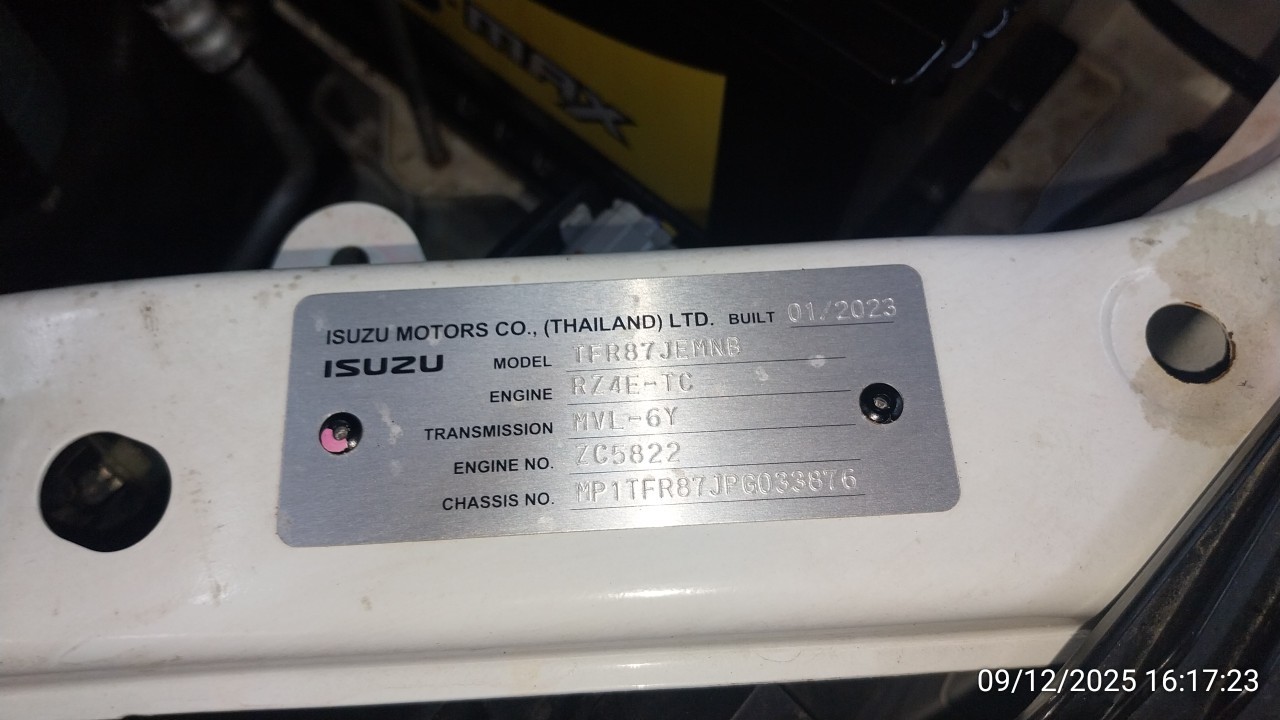 -MAX
ISUZU MOTORS CO., (THAILAND) LTD. BUILT 01/2023
ISUZU MODEL TFR87JEMNB
ENGINE RZ4E-TC
TRANSMISSION MVL-6Y
ENGINE NO. ZC5822
CHASSIS NO. MP1TFR87JPG033876
09/12/2025 16:17:23